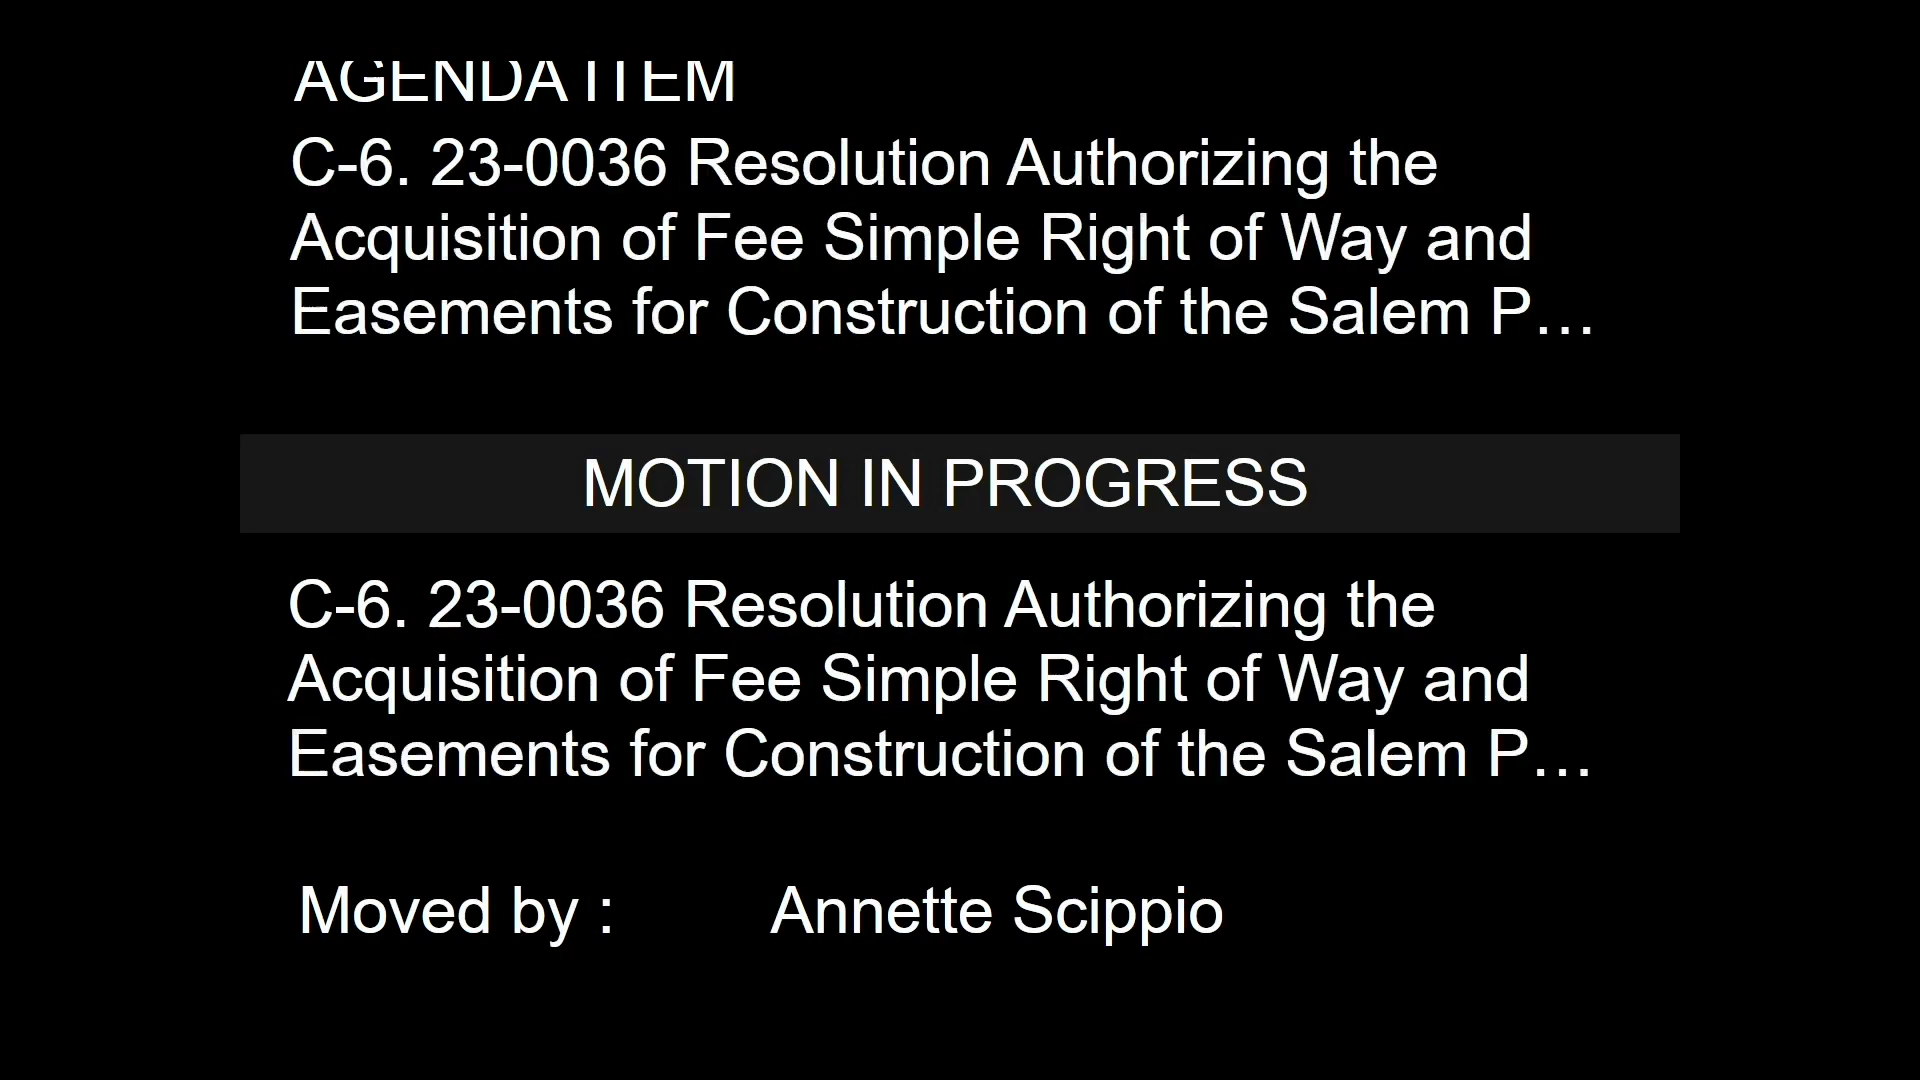 AGENDA ITEM
C-6. 23-0036 Resolution Authorizing the
Acquisition of Fee Simple Right of Way and
Easements for Construction of the Salem P…
MOTION IN PROGRESS
C-6. 23-0036 Resolution Authorizing the
Acquisition of Fee Simple Right of Way and
Easements for Construction of the Salem P…
Moved by : Annette Scippio